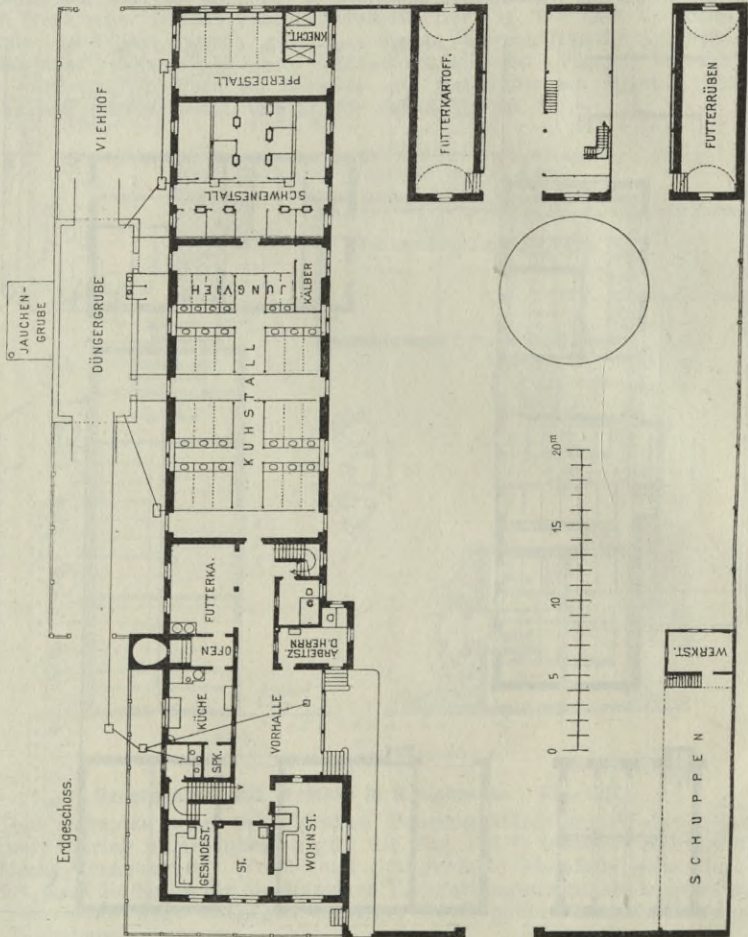 Erdgeschoss.
JAUCHEN-
GRUBE
VIEHHOF
DÜNGERGRUBE
KNECHT.
PFERDESTALL
SCHWEINESTALL
JUNGVIEH
KÄLBER
KUHSTALL
FUTTERKA.
OFEN
KÜCHE
SPK.
ARBEITSZ.
D. HERRN
VORHALLE
GESINDEST.
ST.
WOHNST.
FUTTERKARTOFF.
FUTTERRÜBEN
0 5 10 15 20m
WERKST.
SCHUPPEN